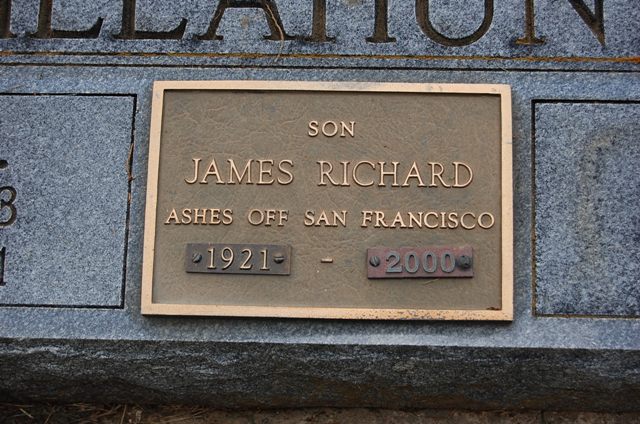 SON
JAMES RICHARD
ASHES OFF SAN FRANCISCO
1921 - 2000